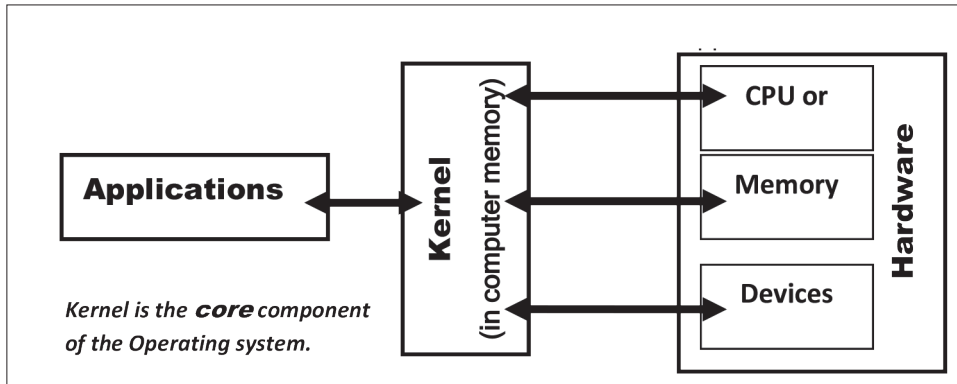 Applications
Kernel
(in computer memory)
CPU or
Memory
Devices
Hardware
Kernel is the core component
of the Operating system.